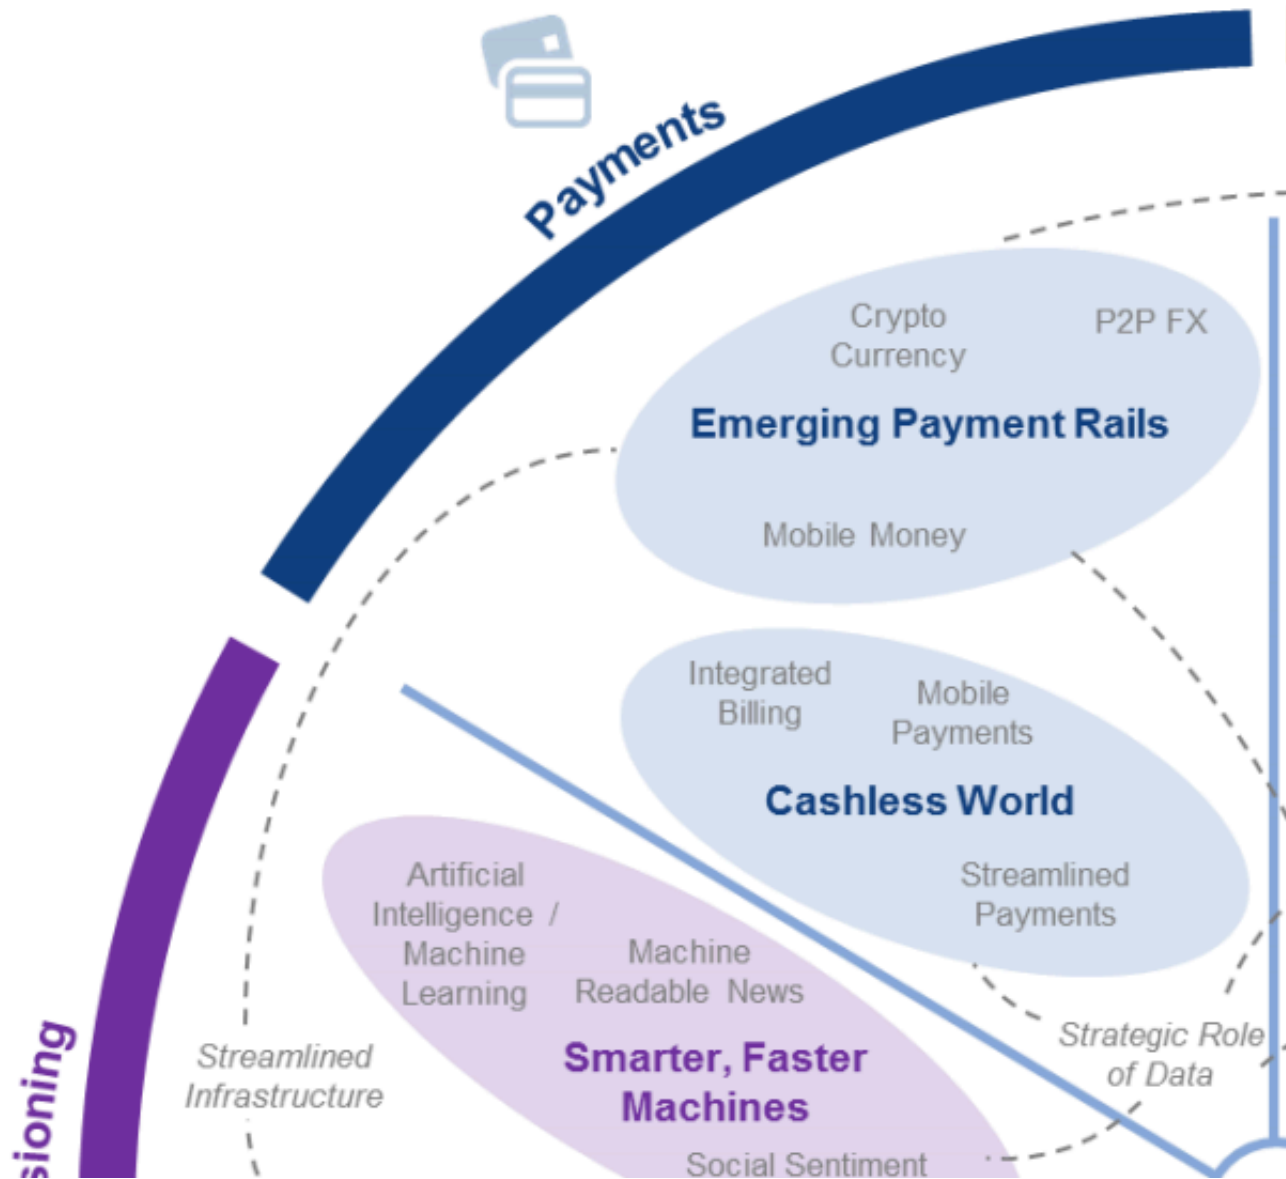 Payments
Crypto
Currency
P2P FX
Emerging Payment Rails
Mobile Money
Integrated
Billing
Mobile
Payments
Cashless World
Streamlined
Payments
Artificial
Intelligence /
Machine
Learning
Machine
Readable News
Smarter, Faster
Machines
Social Sentiment
Strategic Role
of Data
Streamlined
Infrastructure
sioning